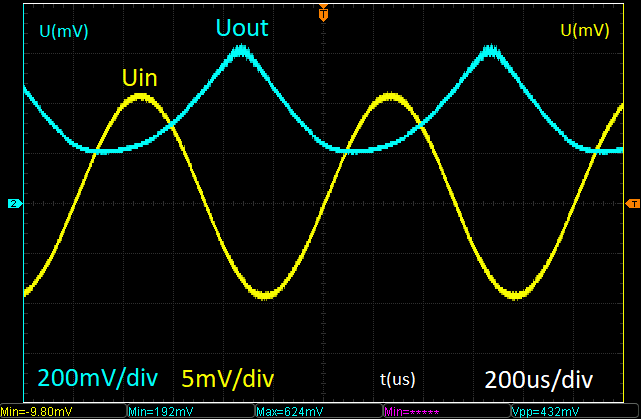 T
U(mV)
Uout
U(mV)
Uin
2
T
200mV/div
5mV/div
t(us)
200us/div
Min=-9.80mV
Min=192mV
Max=624mV
Min=*****
Vpp=432mV